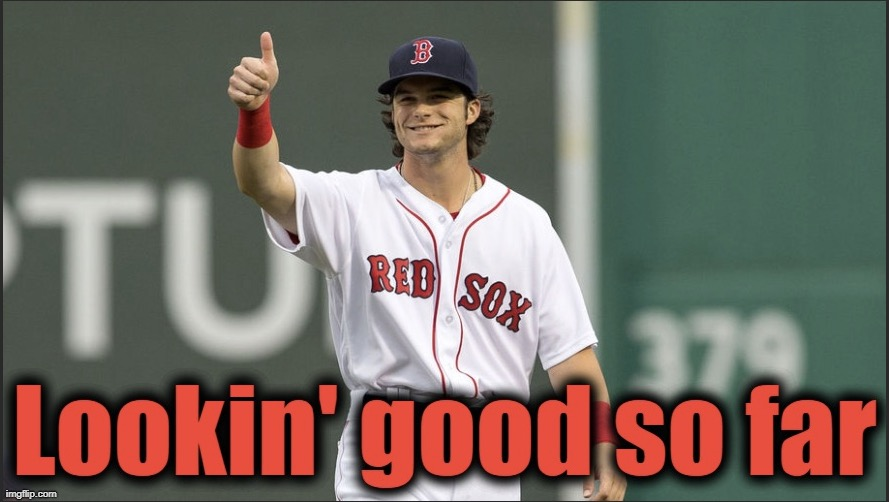 B
PTU
RED SOX
379
Lookin' good so far
imgflip.com